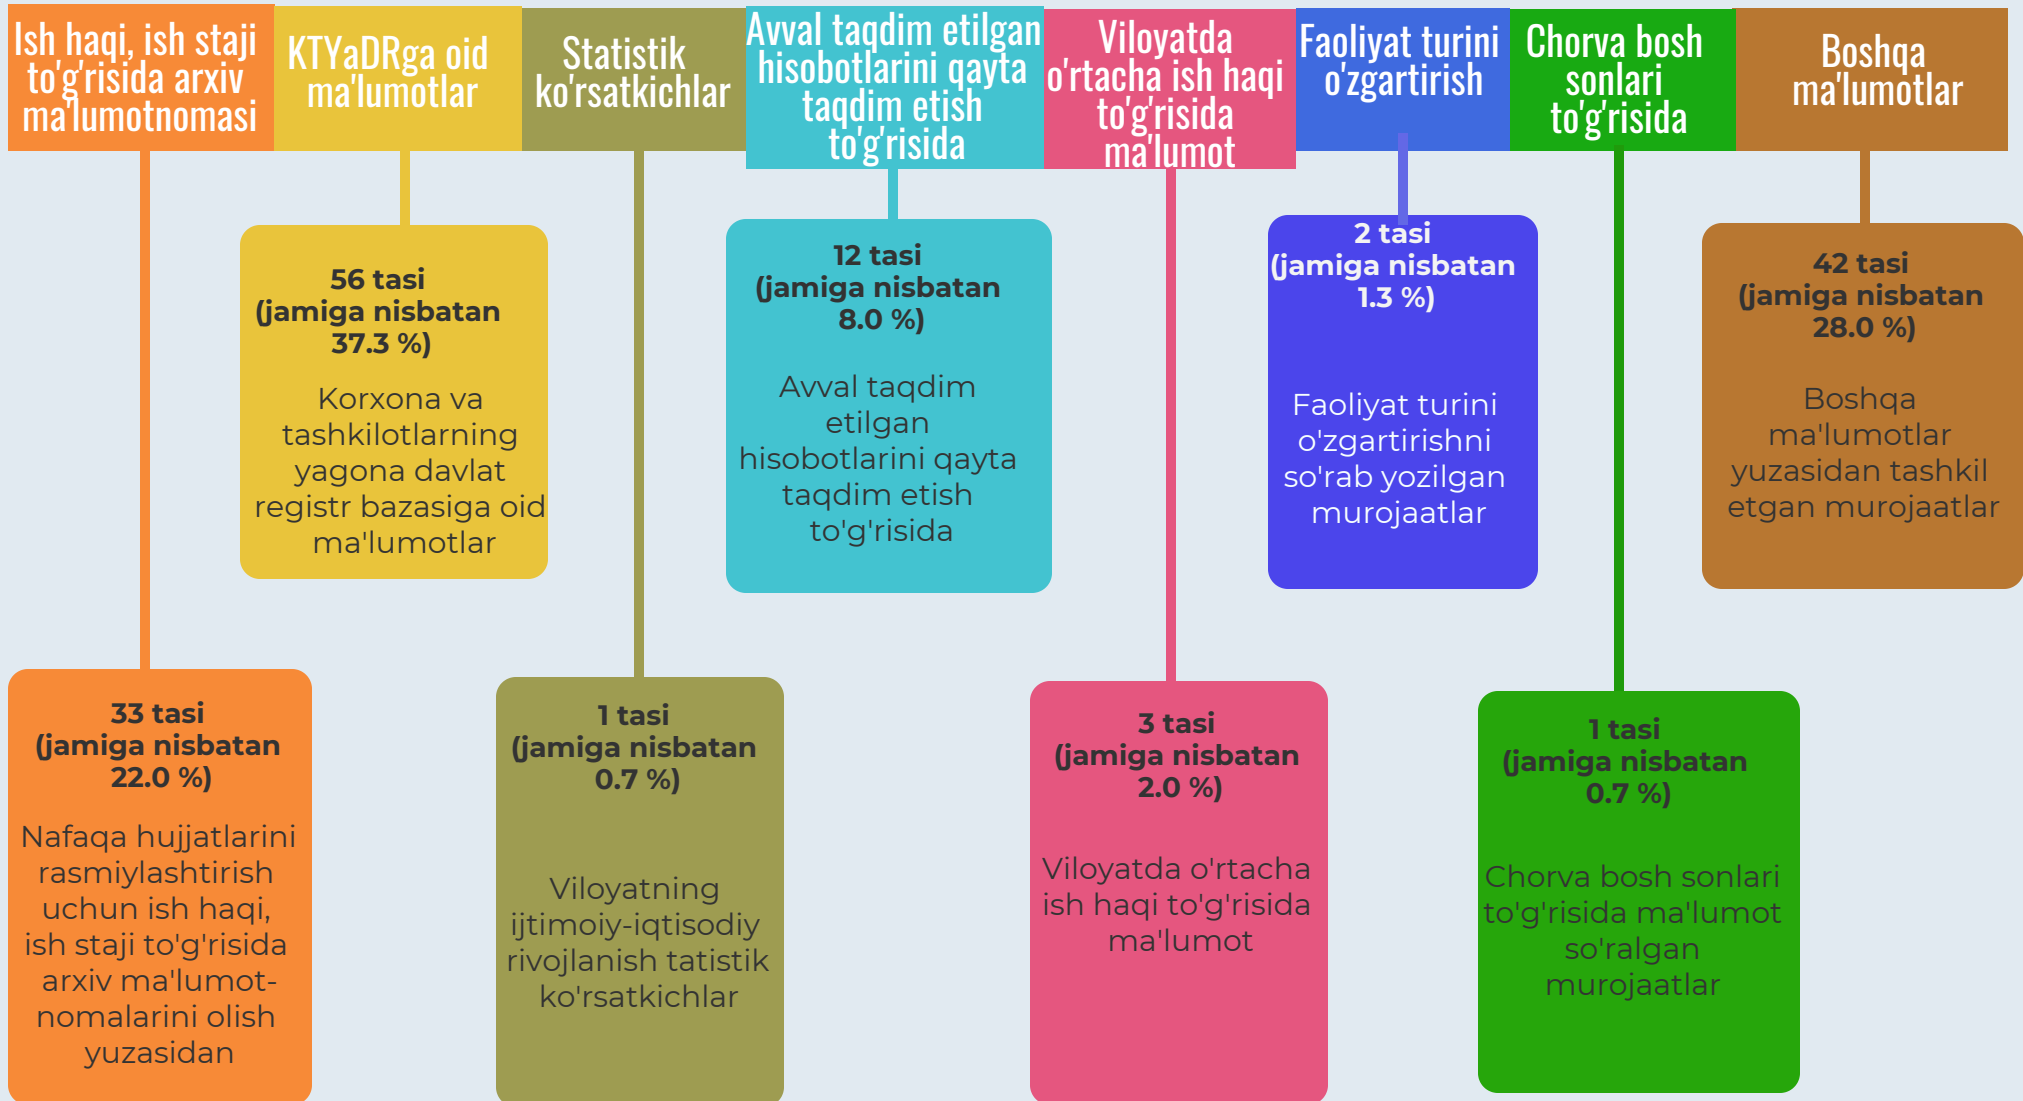 Ish haqi, ish staji
to'g'risida arxiv
ma'lumotnomasi
KTYaDRga oid
ma'lumotlar
Statistik
ko'rsatkichlar
Avval taqdim etilgan
hisobotlarini qayta
taqdim etish
to'g'risida
Viloyatda
o'rtacha ish haqi
to'g'risida
ma'lumot
Faoliyat turini
o'zgartirish
Chorva bosh
sonlari
to'g'risida
Boshqa
ma'lumotlar
56 tasi
(jamiga nisbatan
37.3 %)
Korxona va
tashkilotlarning
yagona davlat
registr bazasiga oid
ma'lumotlar
12 tasi
(jamiga nisbatan
8.0 %)
Avval taqdim
etilgan
hisobotlarini qayta
taqdim etish
to'g'risida
2 tasi
(jamiga nisbatan
1.3 %)
Faoliyat turini
o'zgartirishni
so'rab yozilgan
murojaatlar
42 tasi
(jamiga nisbatan
28.0 %)
Boshqa
ma'lumotlar
yuzasidan tashkil
etgan murojaatlar
33 tasi
(jamiga nisbatan
22.0 %)
Nafaqa hujjatlarini
rasmiylashtirish
uchun ish haqi,
ish staji to'g'risida
arxiv ma'lumot-
nomalarini olish
yuzasidan
1 tasi
(jamiga nisbatan
0.7 %)
Viloyatning
ijtimoiy-iqtisodiy
rivojlanish tatistik
ko'rsatkichlar
3 tasi
(jamiga nisbatan
2.0 %)
Viloyatda o'rtacha
ish haqi to'g'risida
ma'lumot
1 tasi
(jamiga nisbatan
0.7 %)
Chorva bosh sonlari
to'g'risida ma'lumot
so'ralgan
murojaatlar